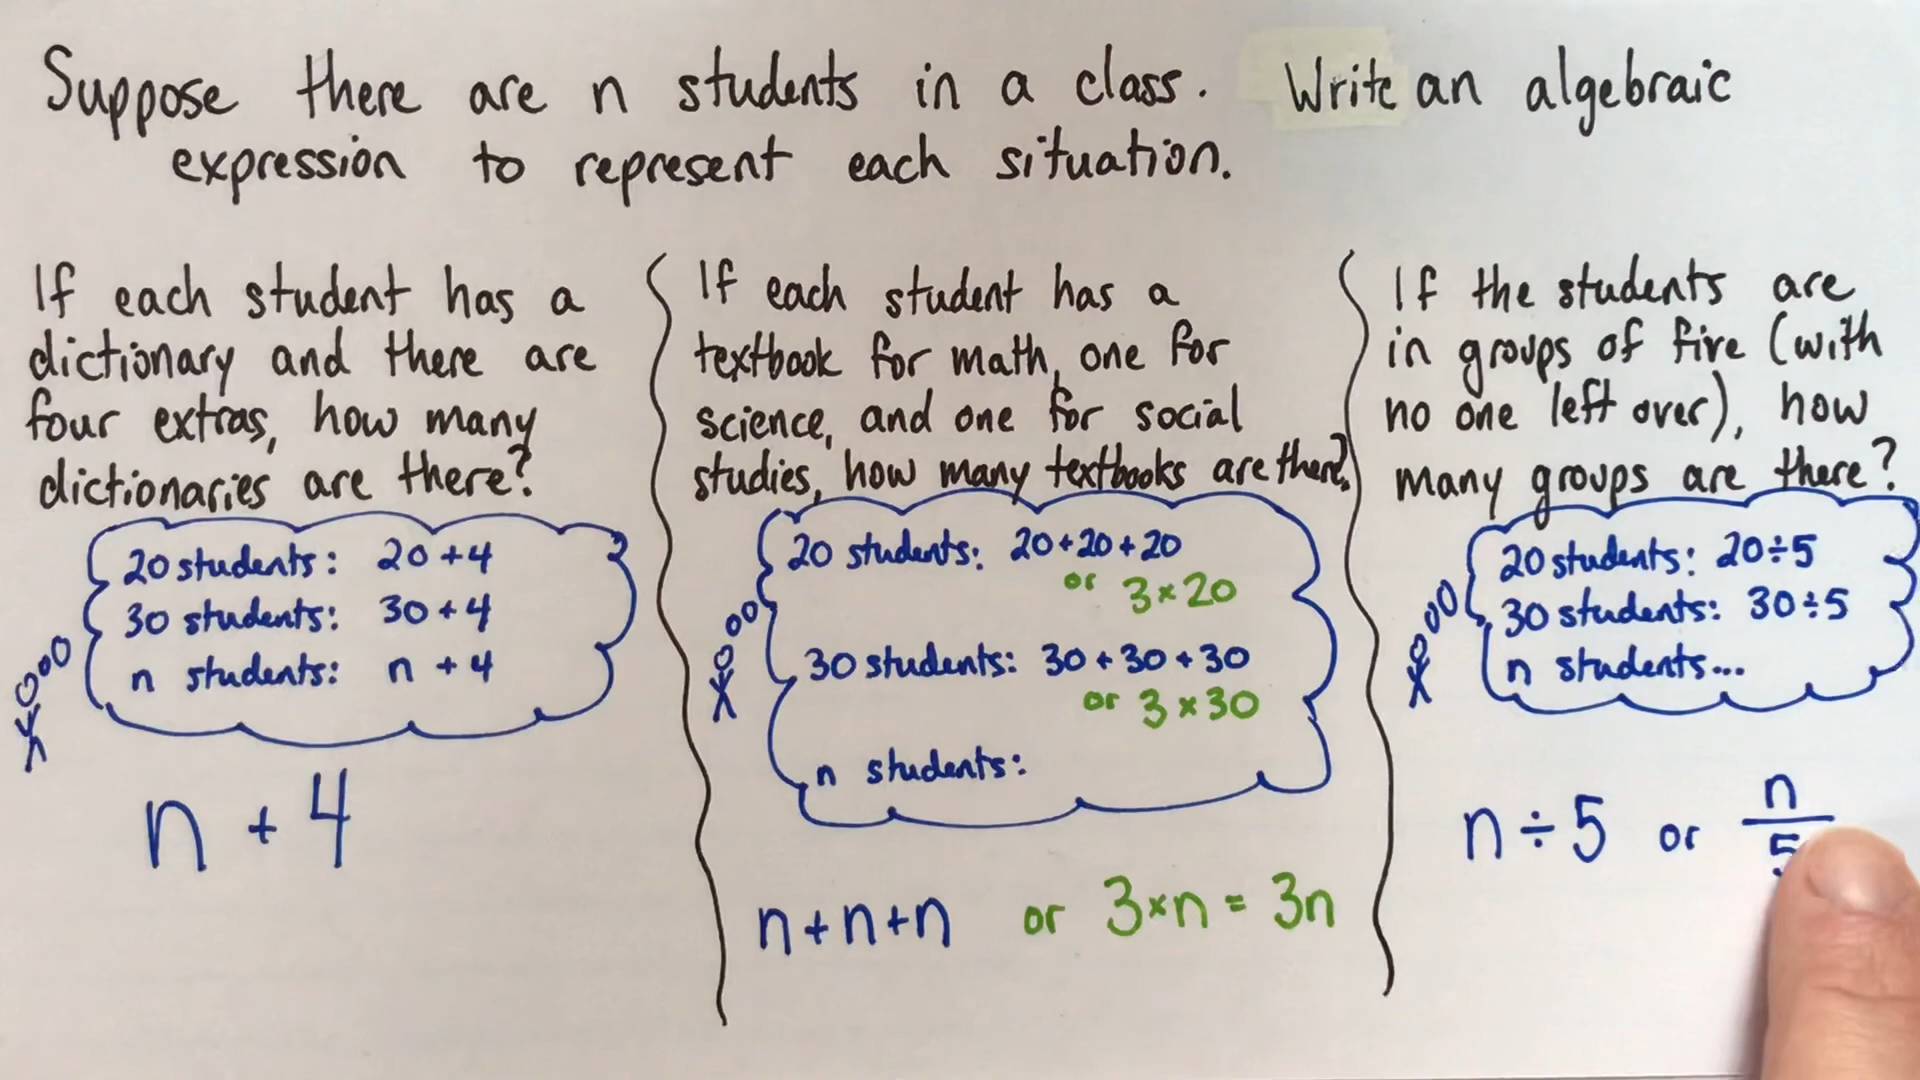 Suppose there are n students in a class. Write an algebraic
expression to represent each situation.
If each student has a
dictionary and there are
four extras, how many
dictionaries are there?
20 students: 20 + 4
30 students: 30 + 4
n students: n + 4
n + 4
If each student has a
textbook for math, one for
science, and one for social
studies, how many textbooks are there?
20 students: 20 + 20 + 20
or 3 × 20
30 students: 30 + 30 + 30
or 3 × 30
n students:
n + n + n or 3 × n = 3n
If the students are
in groups of five (with
no one left over), how
many groups are there?
20 students: 20 ÷ 5
30 students: 30 ÷ 5
n students...
n ÷ 5 or n
5